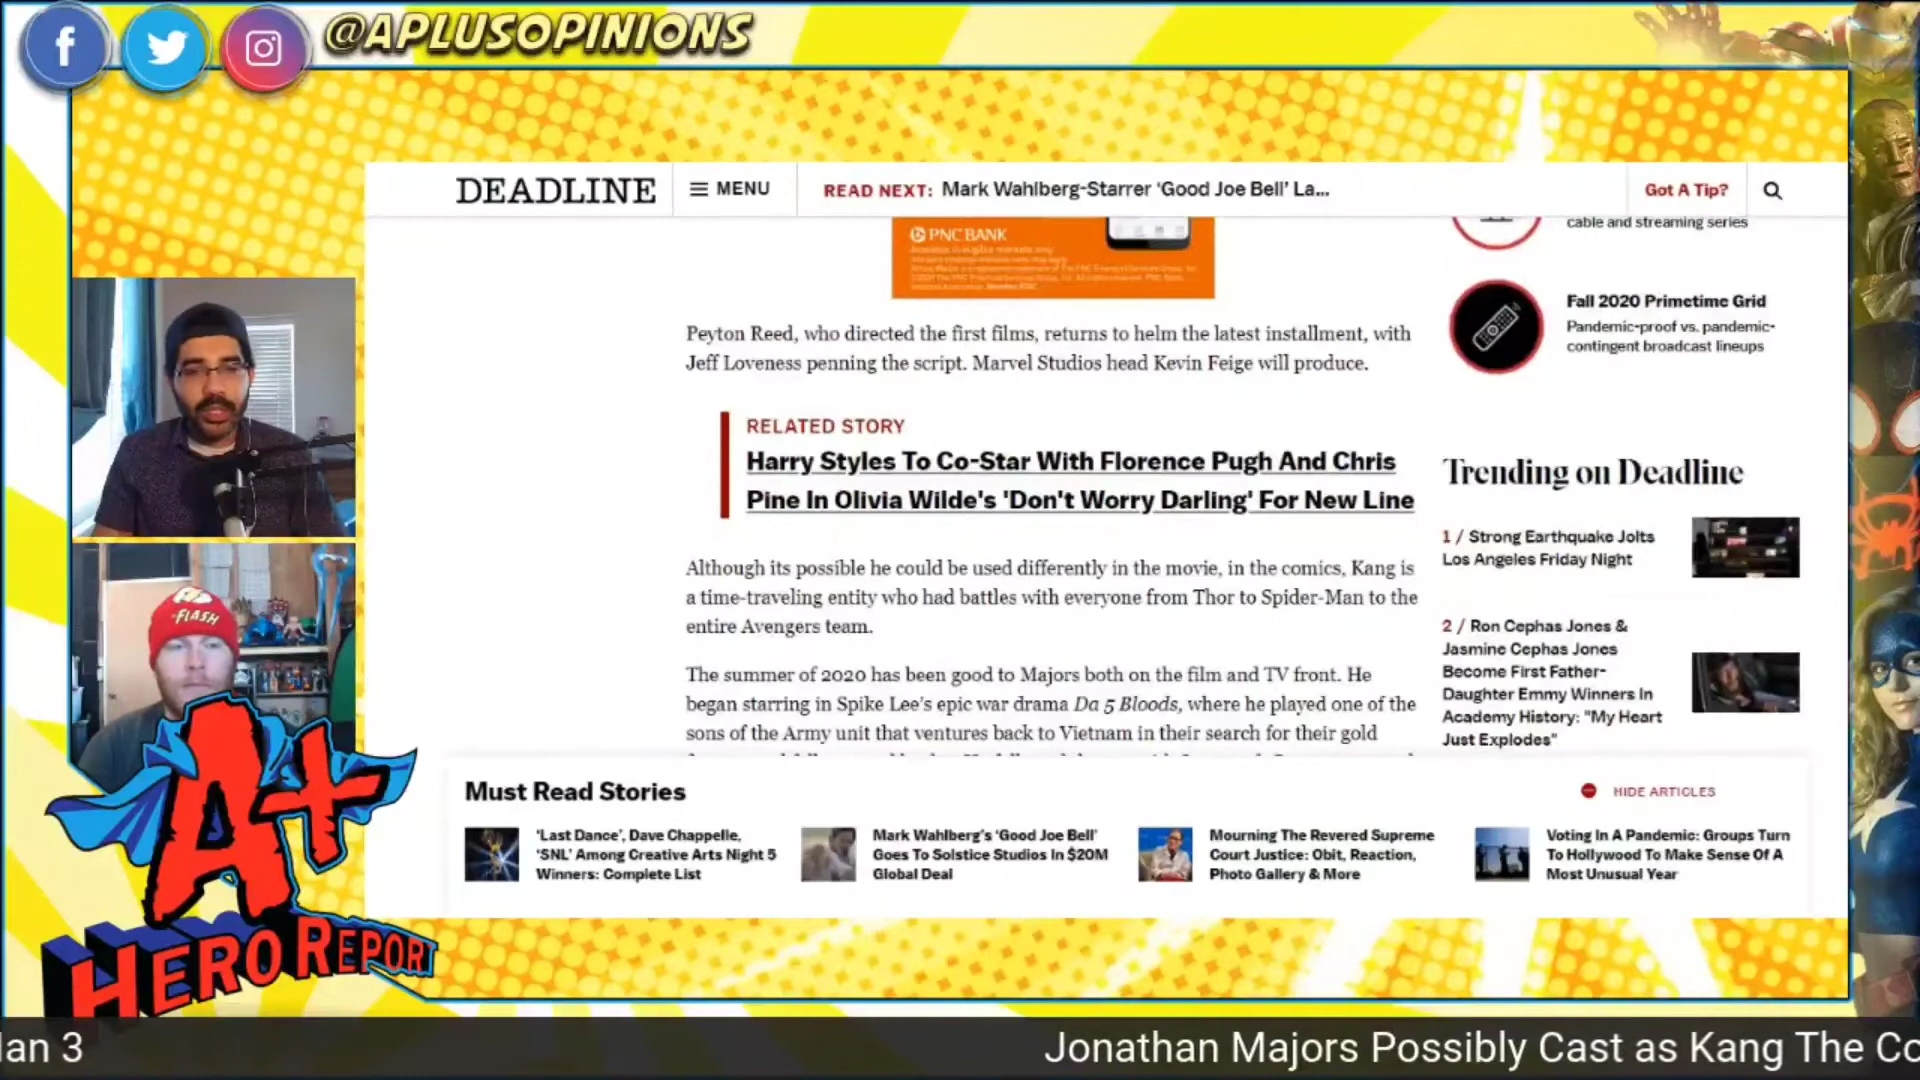 @APLUSOPINIONS
DEADLINE
MENU
READ NEXT: Mark Wahlberg-Starrer ‘Good Joe Bell’ La...
Got A Tip?
PNC BANK
cable and streaming series
Fall 2020 Primetime Grid
Pandemic-proof vs. pandemic-
contingent broadcast lineups
Peyton Reed, who directed the first films, returns to helm the latest installment, with
Jeff Loveness penning the script. Marvel Studios head Kevin Feige will produce.
RELATED STORY
Harry Styles To Co-Star With Florence Pugh And Chris
Pine In Olivia Wilde's 'Don't Worry Darling' For New Line
Although its possible he could be used differently in the movie, in the comics, Kang is
a time-traveling entity who had battles with everyone from Thor to Spider-Man to the
entire Avengers team.
The summer of 2020 has been good to Majors both on the film and TV front. He
began starring in Spike Lee’s epic war drama Da 5 Bloods, where he played one of the
sons of the Army unit that ventures back to Vietnam in their search for their gold
Trending on Deadline
1 / Strong Earthquake Jolts
Los Angeles Friday Night
2 / Ron Cephas Jones &
Jasmine Cephas Jones
Become First Father-
Daughter Emmy Winners In
Academy History: "My Heart
Just Explodes"
FLASH
Must Read Stories
HIDE ARTICLES
‘Last Dance’, Dave Chappelle,
‘SNL’ Among Creative Arts Night 5
Winners: Complete List
Mark Wahlberg’s ‘Good Joe Bell’
Goes To Solstice Studios In $20M
Global Deal
Mourning The Revered Supreme
Court Justice: Obit, Reaction,
Photo Gallery & More
Voting In A Pandemic: Groups Turn
To Hollywood To Make Sense Of A
Most Unusual Year
A+
HERO REPORT
an 3
Jonathan Majors Possibly Cast as Kang The Co